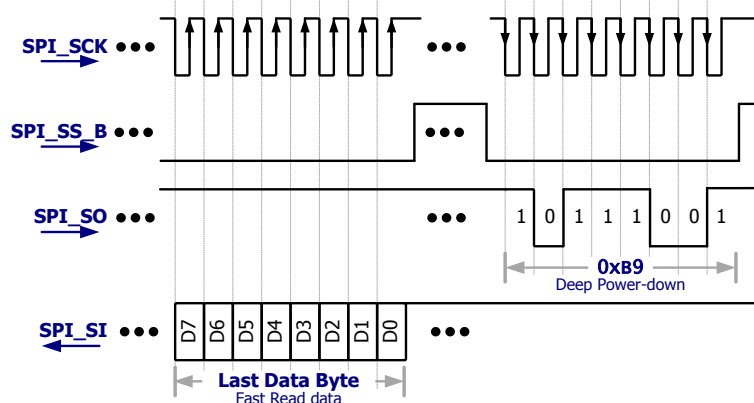 SPI_SCK
SPI_SS_B
SPI_SO
1 0 1 1 1 0 0 1
0xB9
Deep Power-down
SPI_SI
D7 D6 D5 D4 D3 D2 D1 D0
Last Data Byte
Fast Read data